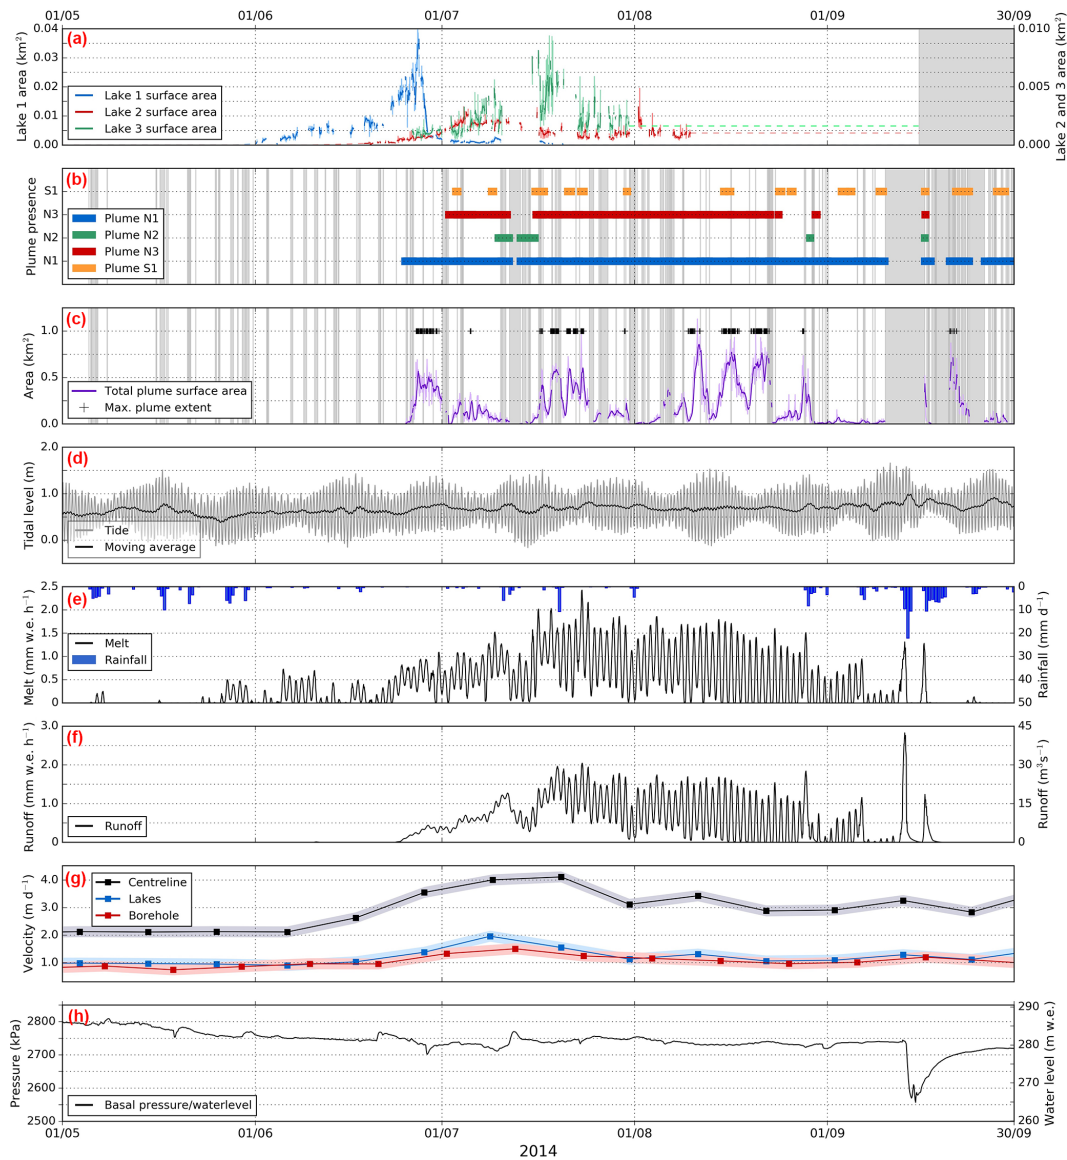 01/05 01/06 01/07 01/08 01/09 30/09
(a)
Lake 1 area (km²)
0.04
0.03
0.02
0.01
0.00
Lake 1 surface area
Lake 2 surface area
Lake 3 surface area
0.010
0.005
0.000
Lake 2 and 3 area (km²)
(b)
Plume presence
S1
N3
N2
N1
Plume N1
Plume N2
Plume N3
Plume S1
(c)
Area (km²)
1.0
0.5
0.0
Total plume surface area
Max. plume extent
(d)
Tidal level (m)
2.0
1.0
0.0
Tide
Moving average
(e)
Melt (mm w.e. h⁻¹)
2.5
2.0
1.5
1.0
0.5
0
Melt
Rainfall
0
10
20
30
40
50
Rainfall (mm d⁻¹)
(f)
Runoff (mm w.e. h⁻¹)
3.0
2.0
1.0
0
Runoff
45
30
15
0
Runoff (m³s⁻¹)
(g)
Velocity (m d⁻¹)
4.0
3.0
2.0
1.0
Centreline
Lakes
Borehole
(h)
Pressure (kPa)
2800
2700
2600
2500
Basal pressure/waterlevel
290
280
270
260
Water level (m w.e.)
01/05 01/06 01/07 01/08 01/09 30/09
2014